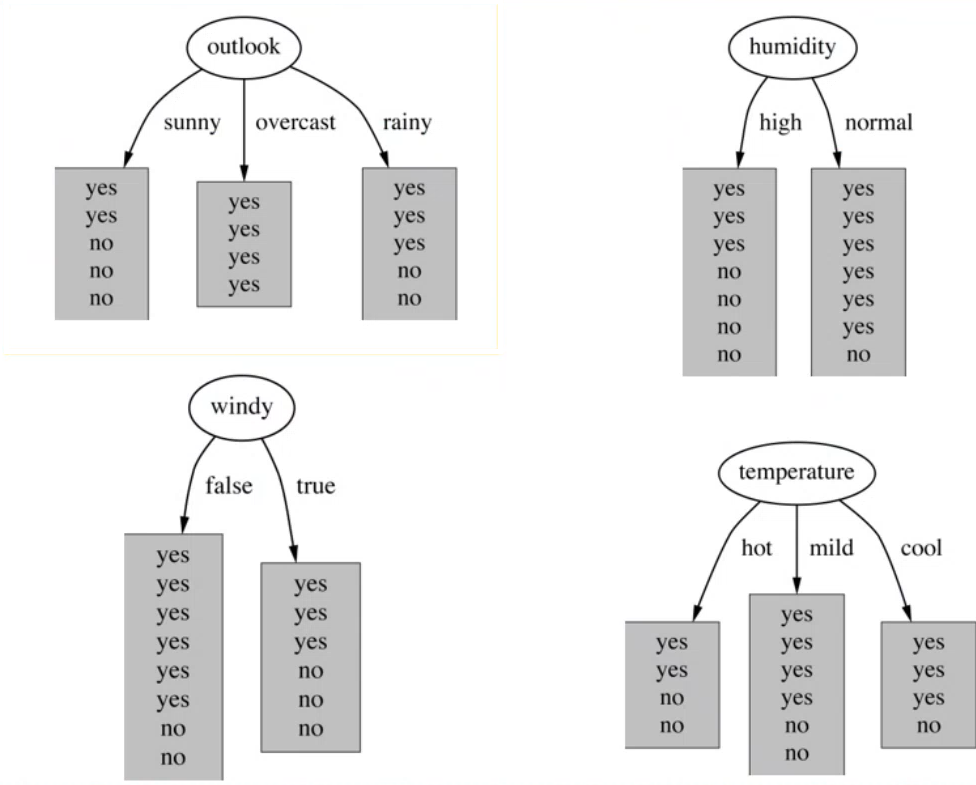 outlook
sunny
overcast
rainy
yes
yes
no
no
no
yes
yes
yes
yes
yes
yes
yes
no
no
humidity
high
normal
yes
yes
yes
no
no
no
no
yes
yes
yes
yes
yes
yes
no
windy
false
true
yes
yes
yes
yes
yes
yes
no
no
yes
yes
yes
no
no
no
temperature
hot
mild
cool
yes
yes
no
no
yes
yes
yes
yes
no
no
yes
yes
yes
no